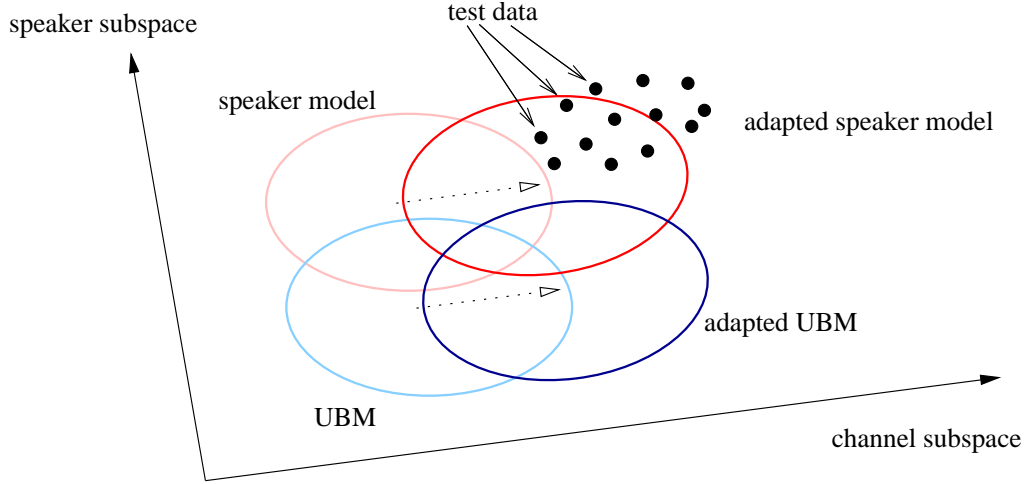 test data
speaker subspace
speaker model
adapted speaker model
adapted UBM
UBM
channel subspace